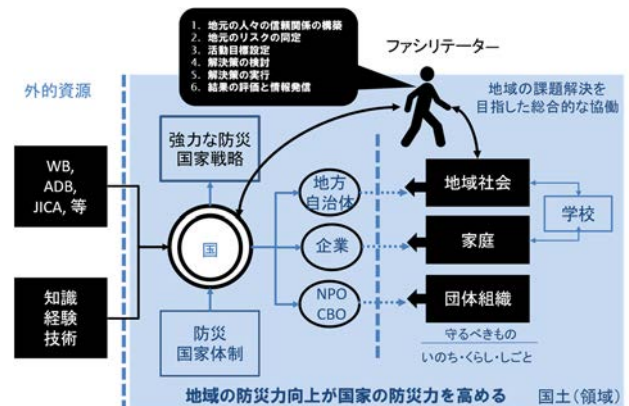 1. 地元の人々の信頼関係の構築
2. 地元のリスクの同定
3. 活動目標設定
4. 解決策の検討
5. 解決策の実行
6. 結果の評価と情報発信
ファシリテーター
外的資源
地域の課題解決を
目指した総合的な協働
強力な防災
国家戦略
WB,
ADB,
JICA, 等
地方
自治体
地域社会
学校
国
企業
家庭
知識
経験
技術
防災
国家体制
NPO
CBO
団体組織
守るべきもの
いのち・くらし・しごと
地域の防災力向上が国家の防災力を高める
国土(領域)